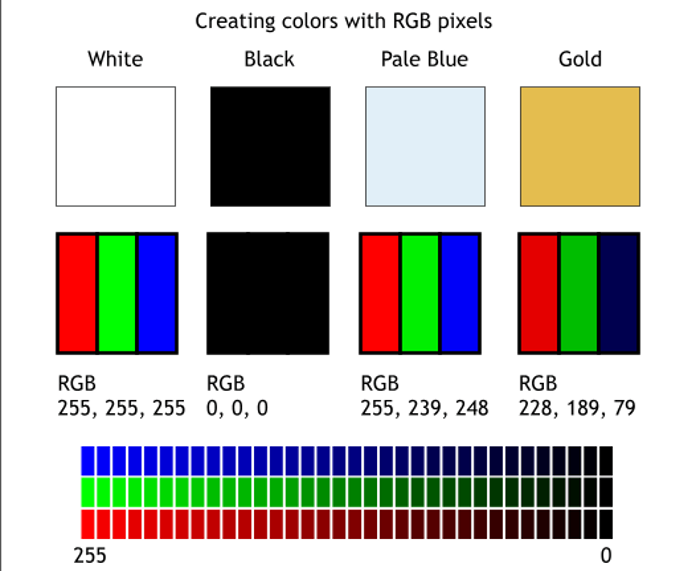 Creating colors with RGB pixels
White Black Pale Blue Gold
RGB RGB RGB RGB
255, 255, 255 0, 0, 0 255, 239, 248 228, 189, 79
255 0